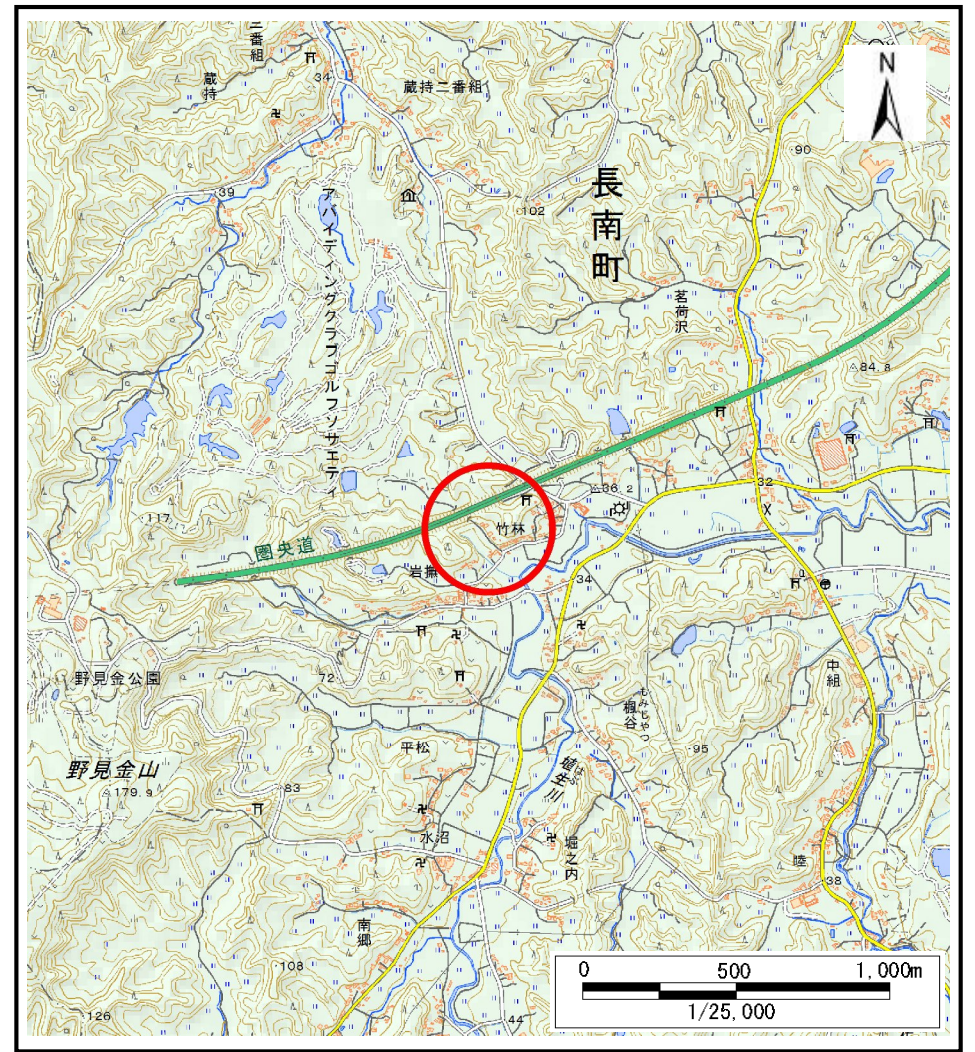 三番組
蔵持
34
蔵持二番組
N
長南町
90
39
102
アバイディングクラブゴルフソサエティ
茗荷沢
84.8
117
圏央道
36.2
竹林
32
岩撫
34
野見金公園
72
もみじやつ
楓谷
中組
95
野見金山
179.9
平松
はぶ
埴生川
83
水沼
堀之内
睦
38
南郷
108
126
44
0 500 1,000m
1/25,000